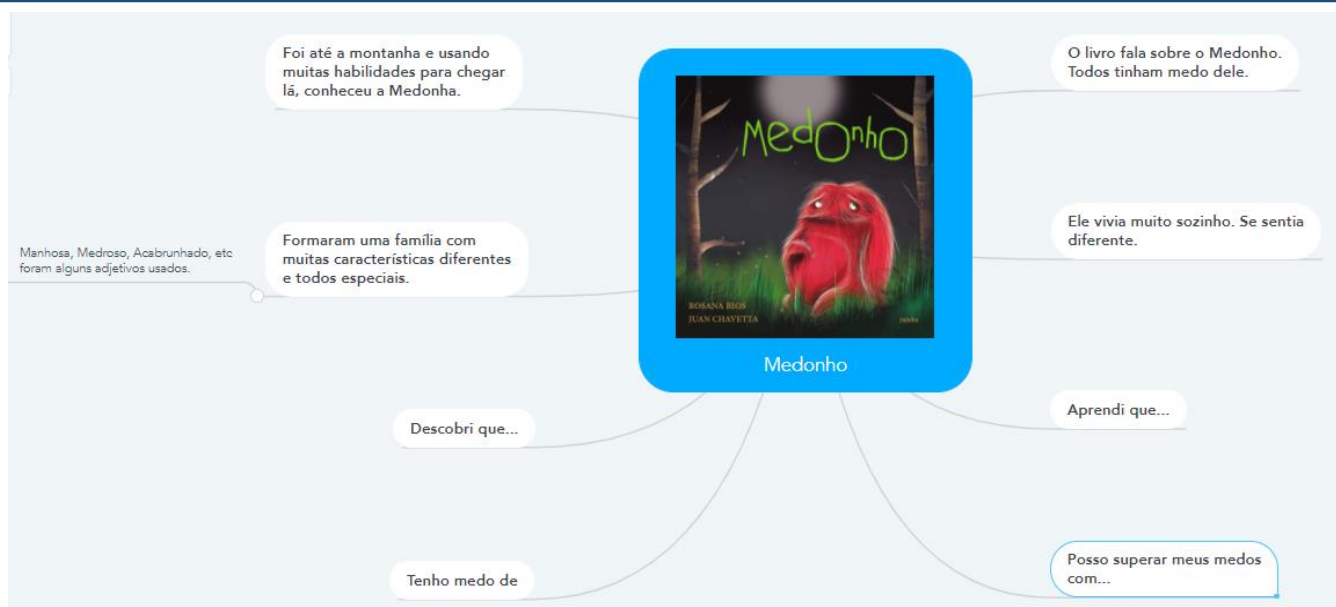 Foi até a montanha e usando
muitas habilidades para chegar
lá, conheceu a Medonha.
Formaram uma família com
muitas características diferentes
e todos especiais.
Manhosa, Medroso, Acabrunhado, etc
foram alguns adjetivos usados.
Descobri que...
Tenho medo de
Medonho
ROSANA RIOS
JUAN CHAVETTA
Medonho
O livro fala sobre o Medonho.
Todos tinham medo dele.
Ele vivia muito sozinho. Se sentia
diferente.
Aprendi que...
Posso superar meus medos
com...